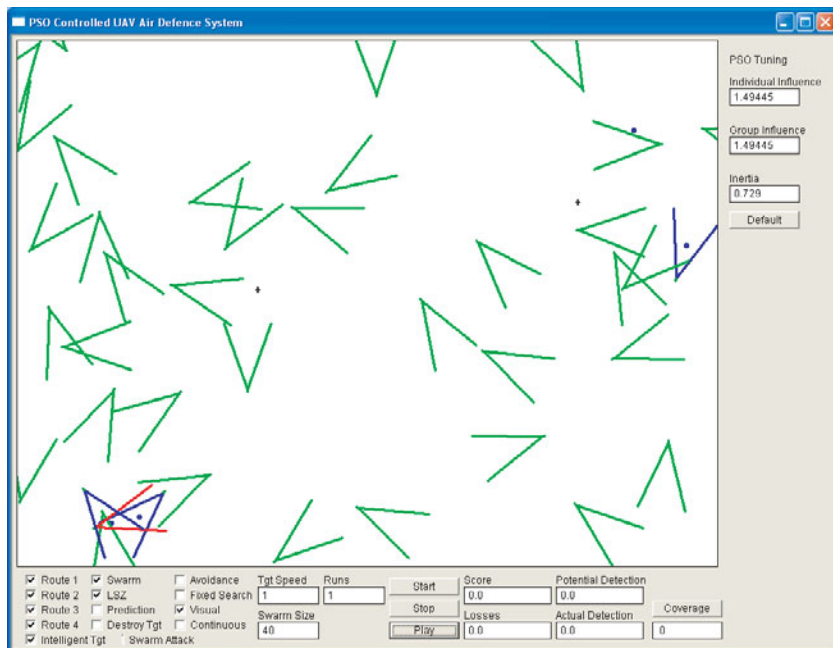 PSO Controlled UAV Air Defence System
PSO Tuning
Individual Influence
1.49445
Group Influence
1.49445
Inertia
0.729
Default
Route 1 Swarm Avoidance Tgt Speed Runs Start Score Potential Detection
Route 2 LSZ Fixed Search 1 1 0.0 0.0
Route 3 Prediction Visual Swarm Size Stop Losses Actual Detection Coverage
Route 4 Destroy Tgt Continuous 40 Play 0.0 0.0 0
Intelligent Tgt Swarm Attack